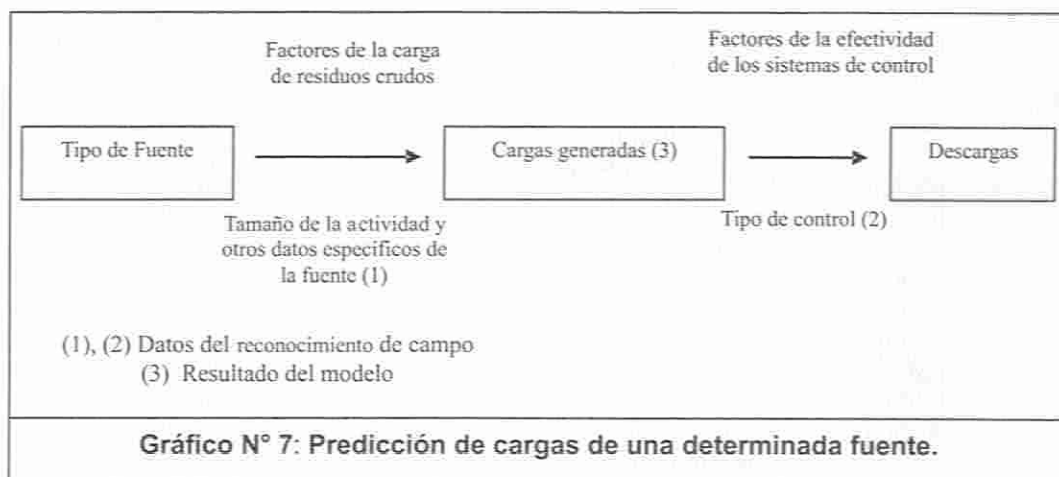 Factores de la carga
de residuos crudos
Factores de la efectividad
de los sistemas de control
Tipo de Fuente
Cargas generadas (3)
Descargas
Tamaño de la actividad y
otros datos específicos de
la fuente (1)
Tipo de control (2)
(1), (2) Datos del reconocimiento de campo
(3) Resultado del modelo
Gráfico N° 7: Predicción de cargas de una determinada fuente.